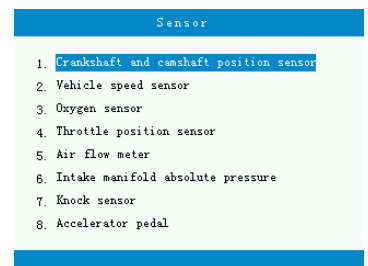 Sensor
1. Crankshaft and camshaft position sensor
2. Vehicle speed sensor
3. Oxygen sensor
4. Throttle position sensor
5. Air flow meter
6. Intake manifold absolute pressure
7. Knock sensor
8. Accelerator pedal